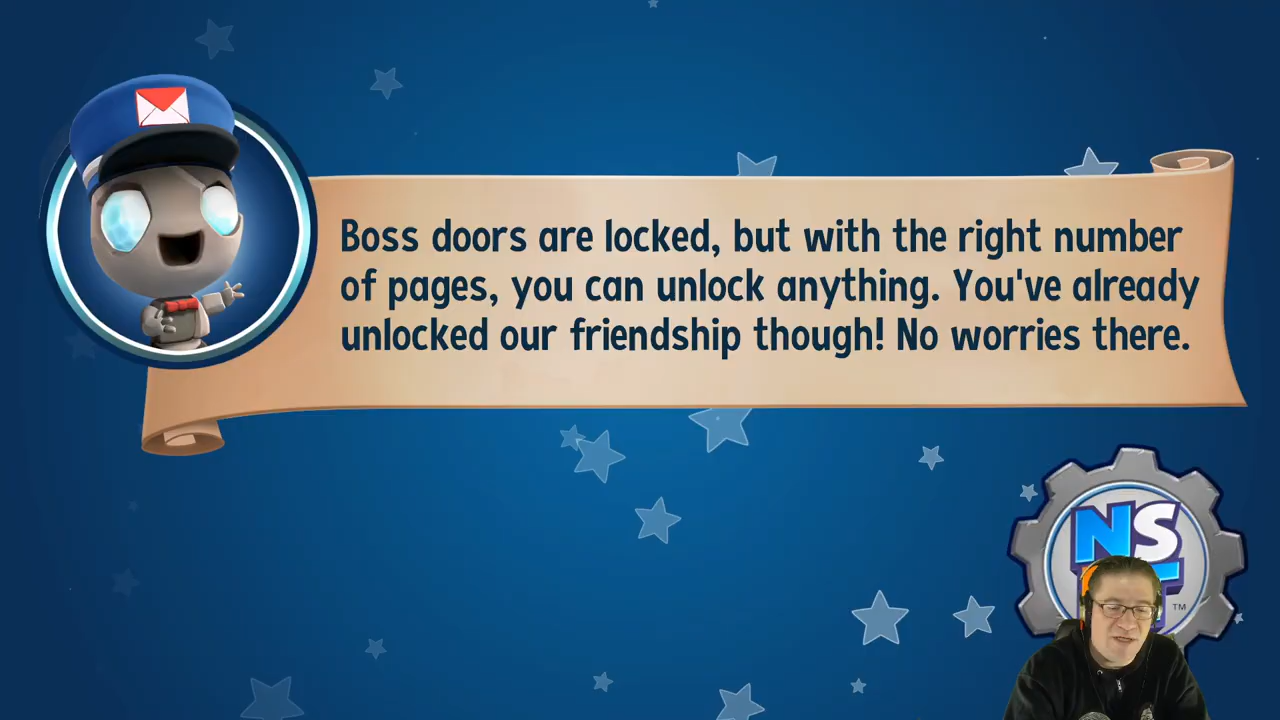 Boss doors are locked, but with the right number
of pages, you can unlock anything. You've already
unlocked our friendship though! No worries there.
NS
TM